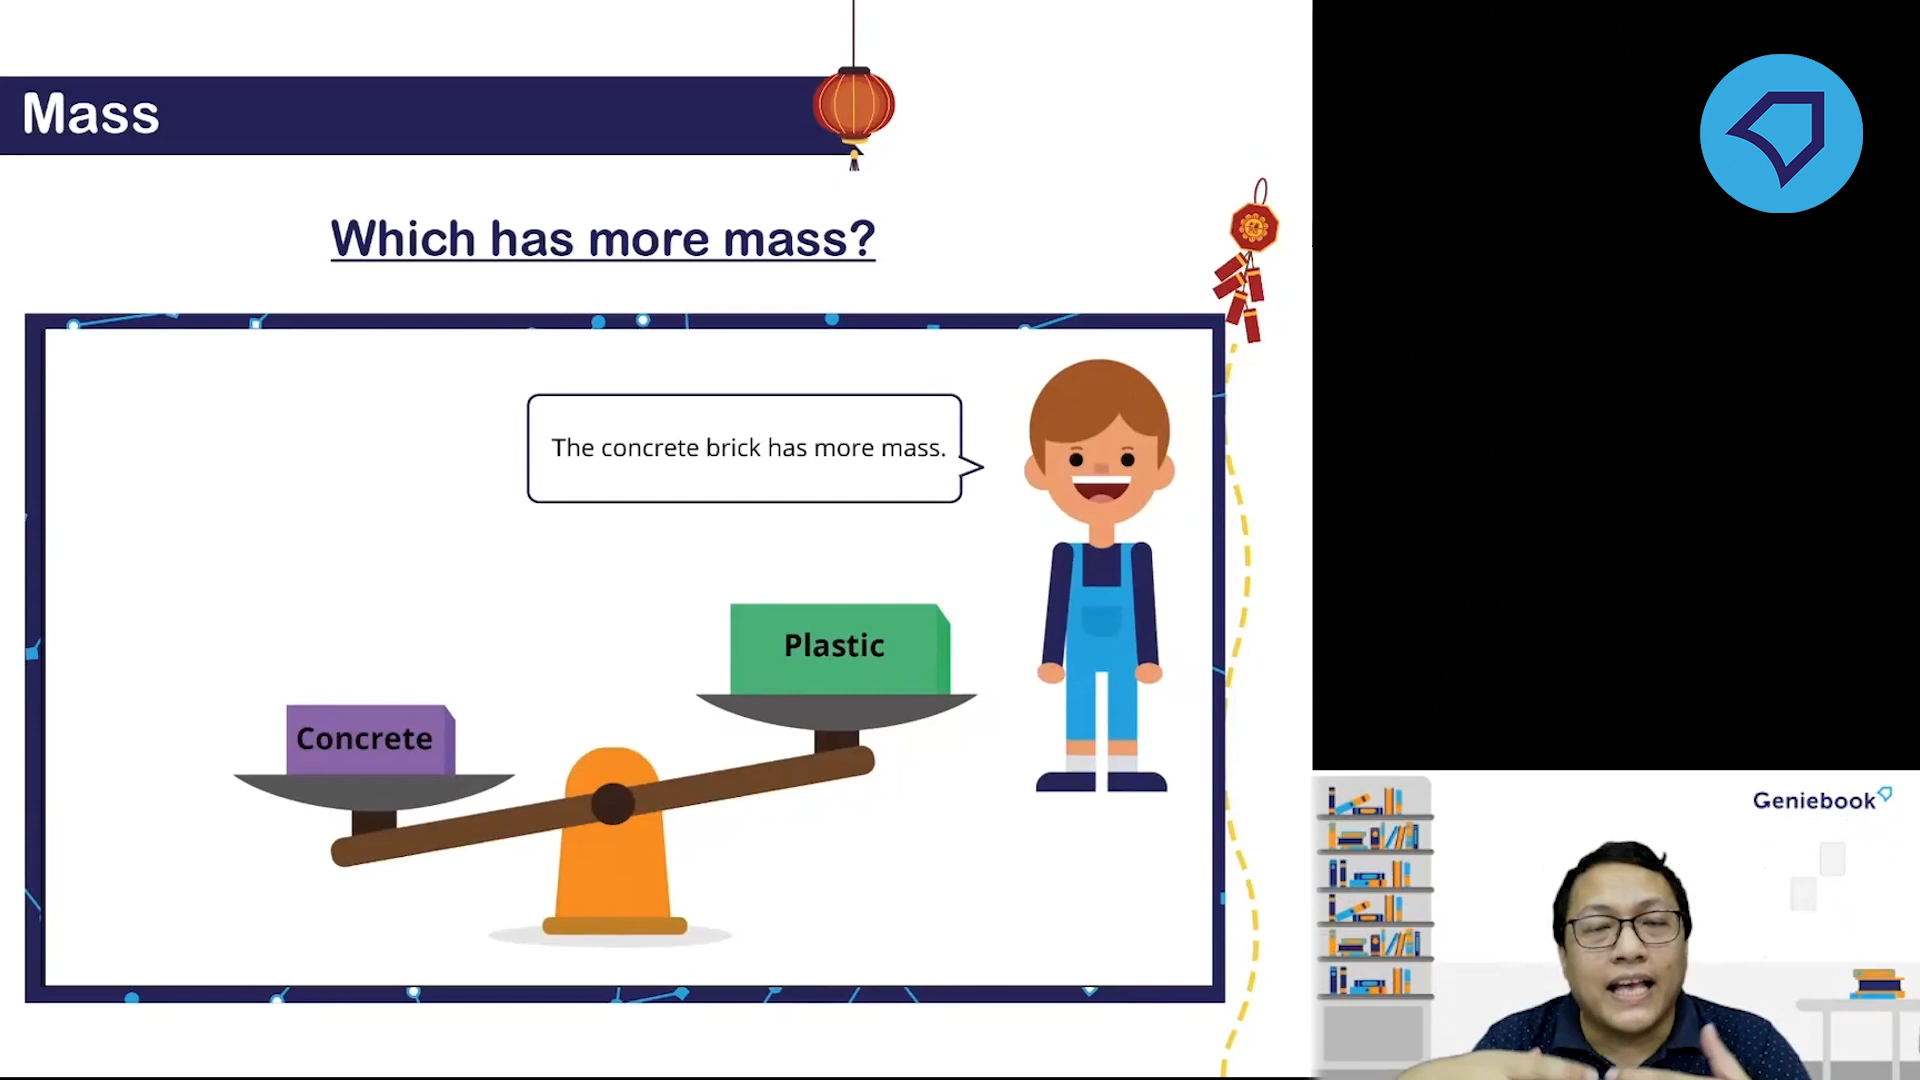 Mass
Which has more mass?
The concrete brick has more mass.
Plastic
Concrete
Geniebook